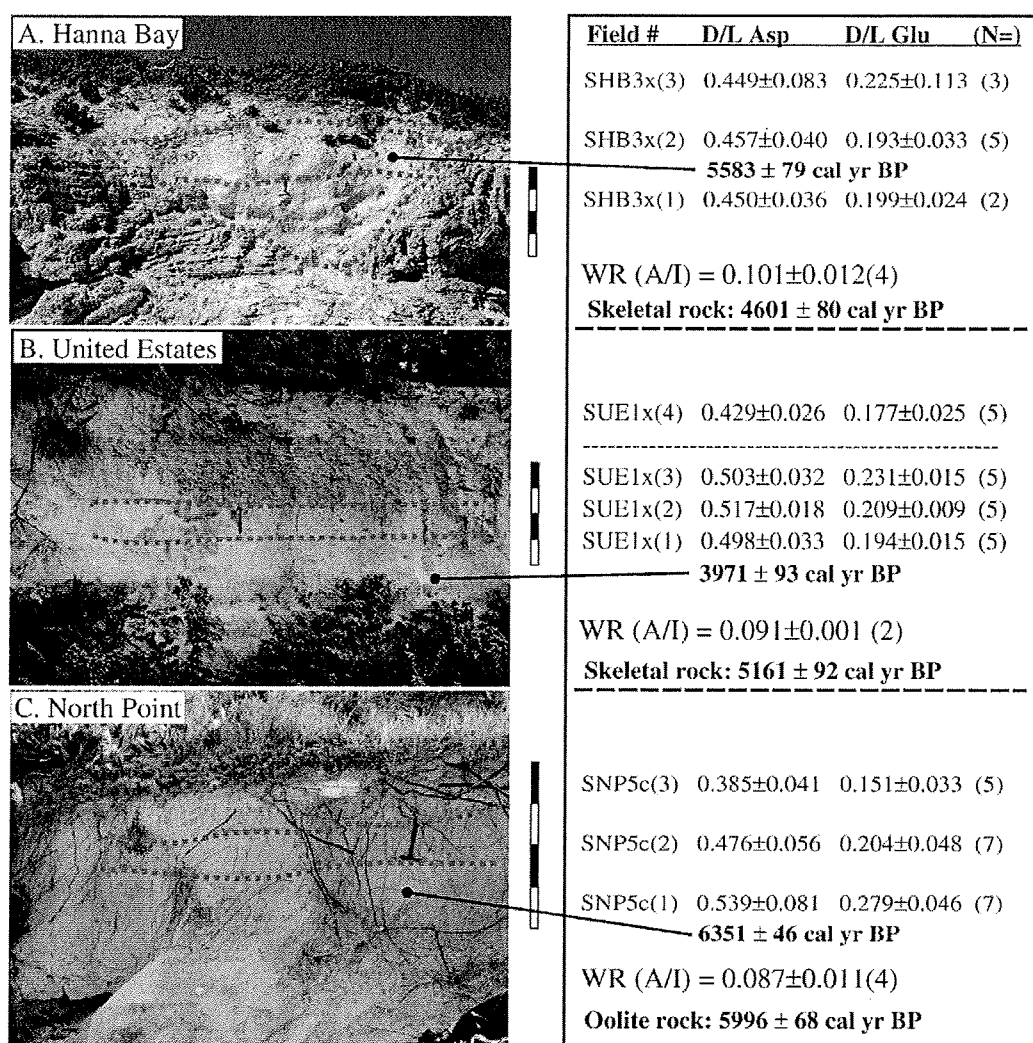 A. Hanna Bay
Field # D/L Asp D/L Glu (N=)
SHB3x(3) 0.449±0.083 0.225±0.113 (3)
SHB3x(2) 0.457±0.040 0.193±0.033 (5)
5583 ± 79 cal yr BP
SHB3x(1) 0.450±0.036 0.199±0.024 (2)
WR (A/I) = 0.101±0.012(4)
Skeletal rock: 4601 ± 80 cal yr BP
B. United Estates
SUE1x(4) 0.429±0.026 0.177±0.025 (5)
SUE1x(3) 0.503±0.032 0.231±0.015 (5)
SUE1x(2) 0.517±0.018 0.209±0.009 (5)
SUE1x(1) 0.498±0.033 0.194±0.015 (5)
3971 ± 93 cal yr BP
WR (A/I) = 0.091±0.001 (2)
Skeletal rock: 5161 ± 92 cal yr BP
C. North Point
SNP5c(3) 0.385±0.041 0.151±0.033 (5)
SNP5c(2) 0.476±0.056 0.204±0.048 (7)
SNP5c(1) 0.539±0.081 0.279±0.046 (7)
6351 ± 46 cal yr BP
WR (A/I) = 0.087±0.011(4)
Oolite rock: 5996 ± 68 cal yr BP